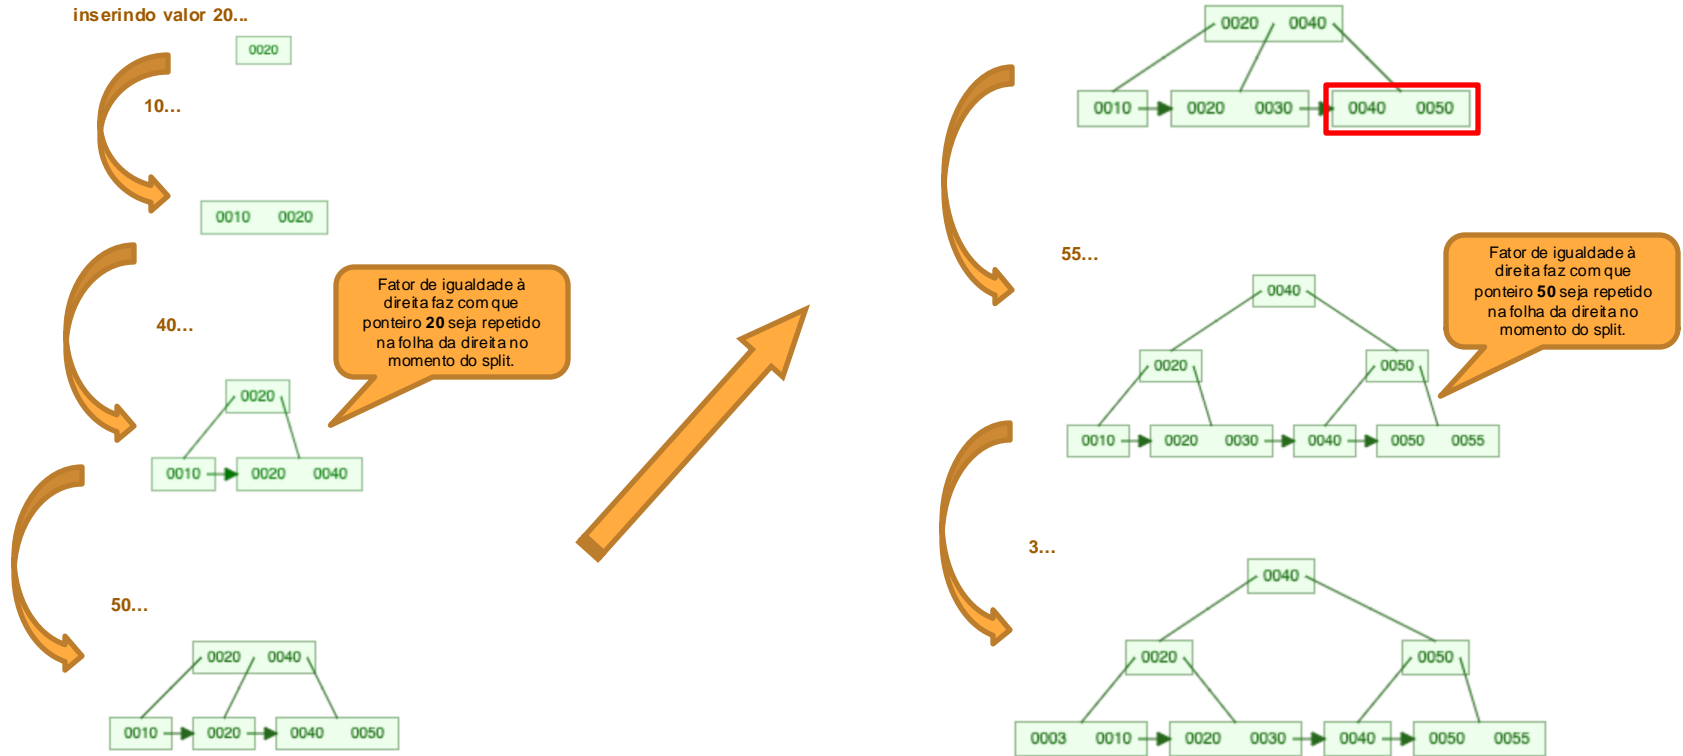 inserindo valor 20...
0020
10...
0010 0020
40...
Fator de igualdade à
direita faz com que
ponteiro 20 seja repetido
na folha da direita no
momento do split.
0020
0010 0020 0040
50...
0020 0040
0010 0020 0040 0050
0020 0040
0010 0020 0030 0040 0050
55...
Fator de igualdade à
direita faz com que
ponteiro 50 seja repetido
na folha da direita no
momento do split.
0040
0020 0050
0010 0020 0030 0040 0050 0055
3...
0040
0020 0050
0003 0010 0020 0030 0040 0050 0055